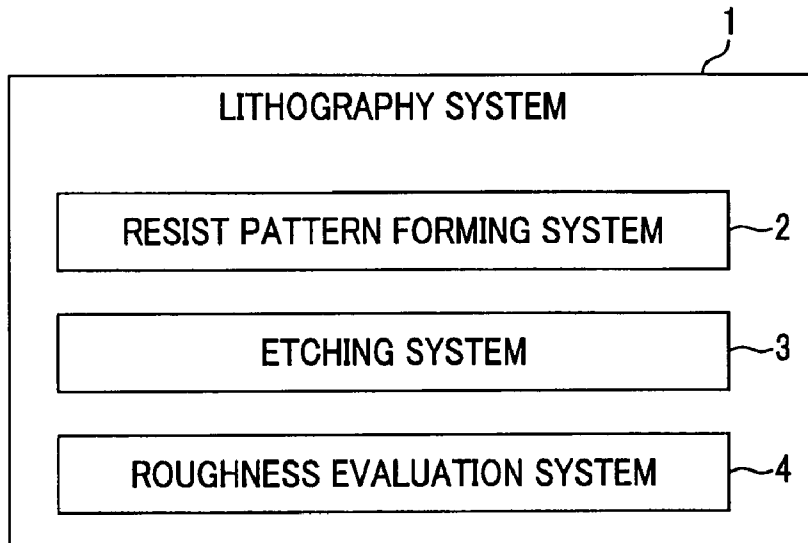 1
LITHOGRAPHY SYSTEM
RESIST PATTERN FORMING SYSTEM 2
ETCHING SYSTEM 3
ROUGHNESS EVALUATION SYSTEM 4